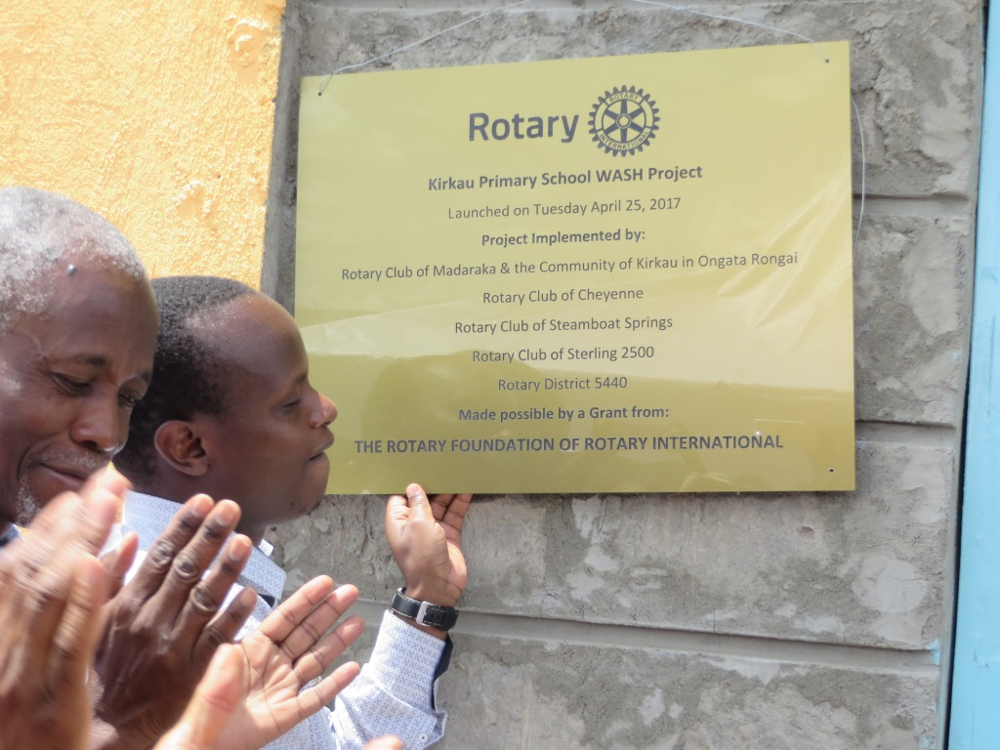 Rotary
ROTARY
INTERNATIONAL
Kirkau Primary School WASH Project
Launched on Tuesday April 25, 2017
Project Implemented by:
Rotary Club of Madaraka & the Community of Kirkau in Ongata Rongai
Rotary Club of Cheyenne
Rotary Club of Steamboat Springs
Rotary Club of Sterling 2500
Rotary District 5440
Made possible by a Grant from:
THE ROTARY FOUNDATION OF ROTARY INTERNATIONAL